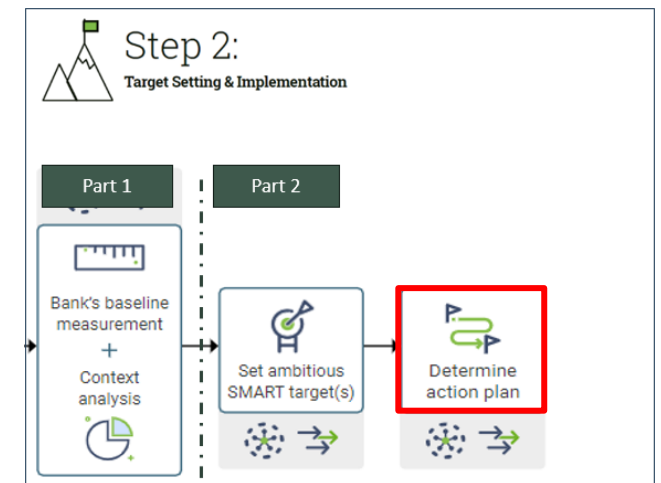 Step 2:
Target Setting & Implementation
Part 1
Part 2
Bank's baseline
measurement
+
Context
analysis
Set ambitious
SMART target(s)
Determine
action plan